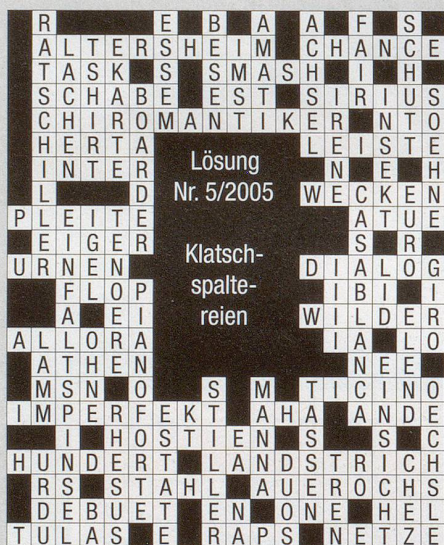 R E B A A F S
ALTERSHEIM CHANCE
TASK S SMASH I H
SCHABE EST SIRIUS
CHIROMANTIKER NTO
HERTA LEISTE
INTER N E H
L D WECKEN
PLEITE ATUE
EIGER S R
URNEN DIALOG
FLOP IBI I
A EI WILDER
ALLORA IA LO
ATHEN N NEE
MSN O S M TICINO
IMPERFEKT AHA ANDE
I HOSTIEN S S C
HUNDERT LANDSTRICH
RS STAHL AUEROCHS
DEBUET EN ONE HEL
TULAS E RAPS NETZE
Lösung
Nr. 5/2005
Klatsch-
spalte-
reien